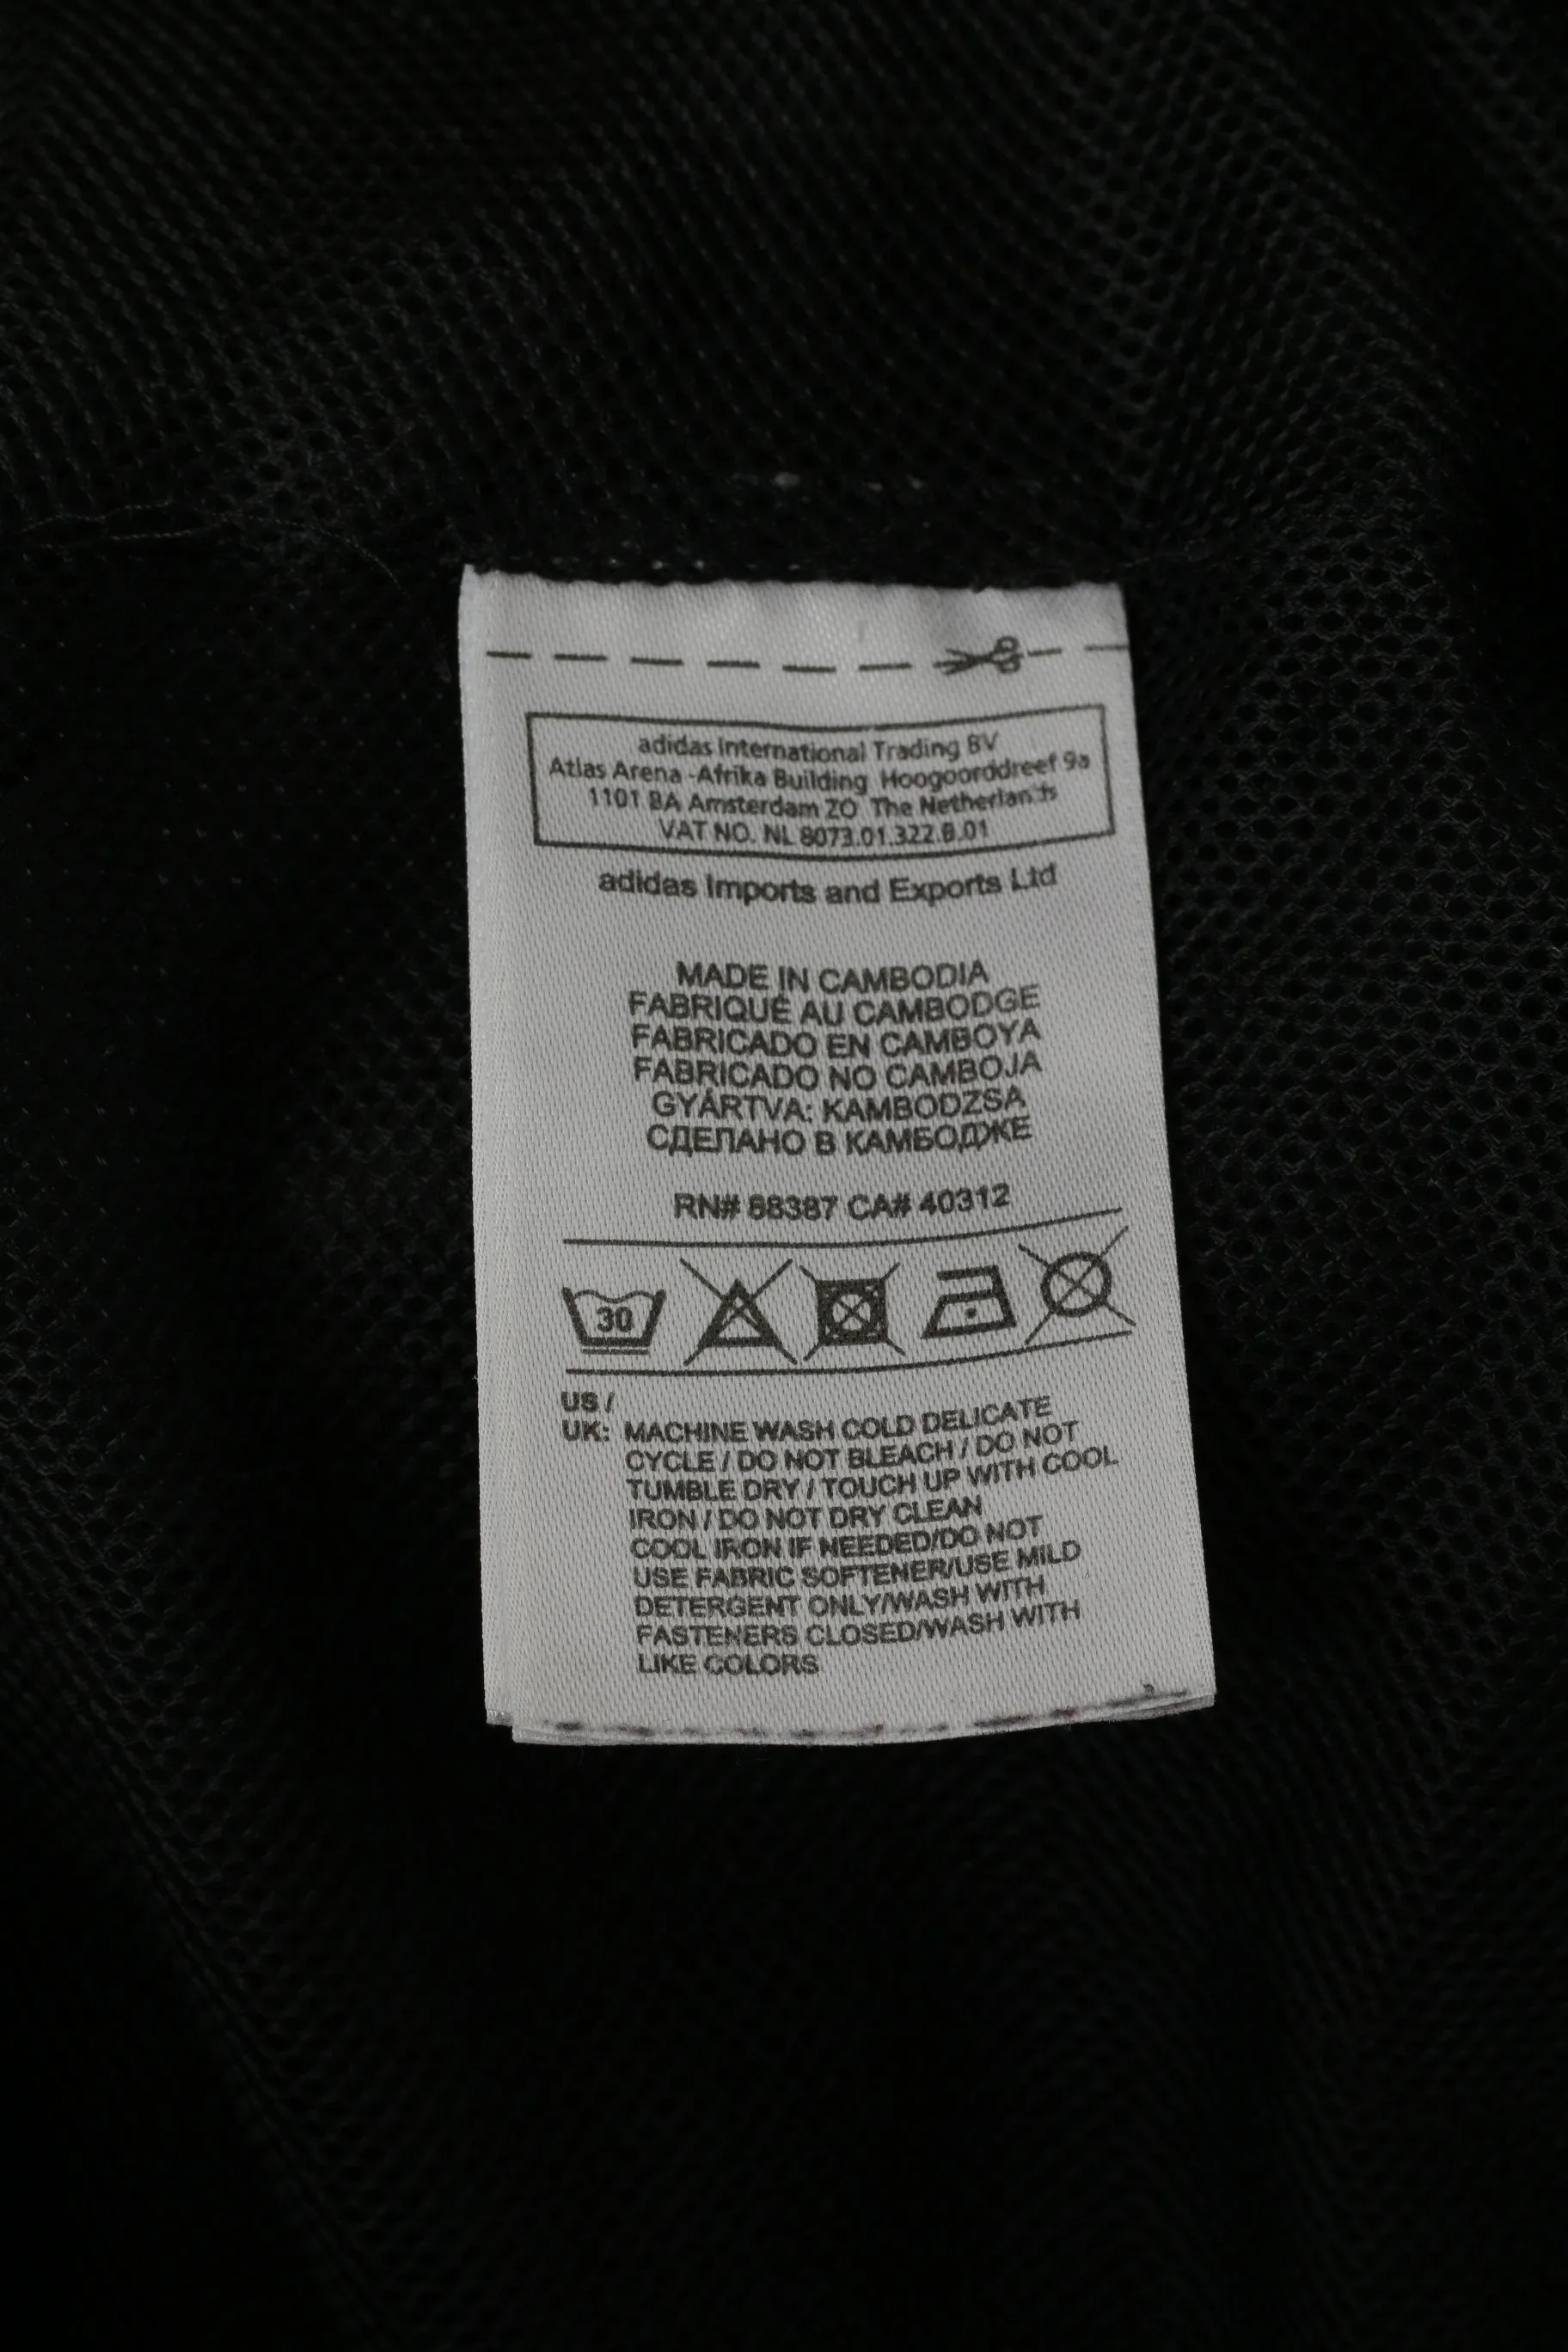 adidas International Trading BV
Atlas Arena -Afrika Building Hoogoorddreef 9a
1101 BA Amsterdam ZO The Netherlands
VAT NO. NL 8073.01.322.B.01
adidas Imports and Exports Ltd
MADE IN CAMBODIA
FABRIQUÉ AU CAMBODGE
FABRICADO EN CAMBOYA
FABRICADO NO CAMBOJA
GYÁRTVA: KAMBODZSA
СДЕЛАНО В КАМБОДЖЕ
RN# 88387 CA# 40312
30
US /
UK: MACHINE WASH COLD DELICATE
CYCLE / DO NOT BLEACH / DO NOT
TUMBLE DRY / TOUCH UP WITH COOL
IRON / DO NOT DRY CLEAN
COOL IRON IF NEEDED/DO NOT
USE FABRIC SOFTENER/USE MILD
DETERGENT ONLY/WASH WITH
FASTENERS CLOSED/WASH WITH
LIKE COLORS